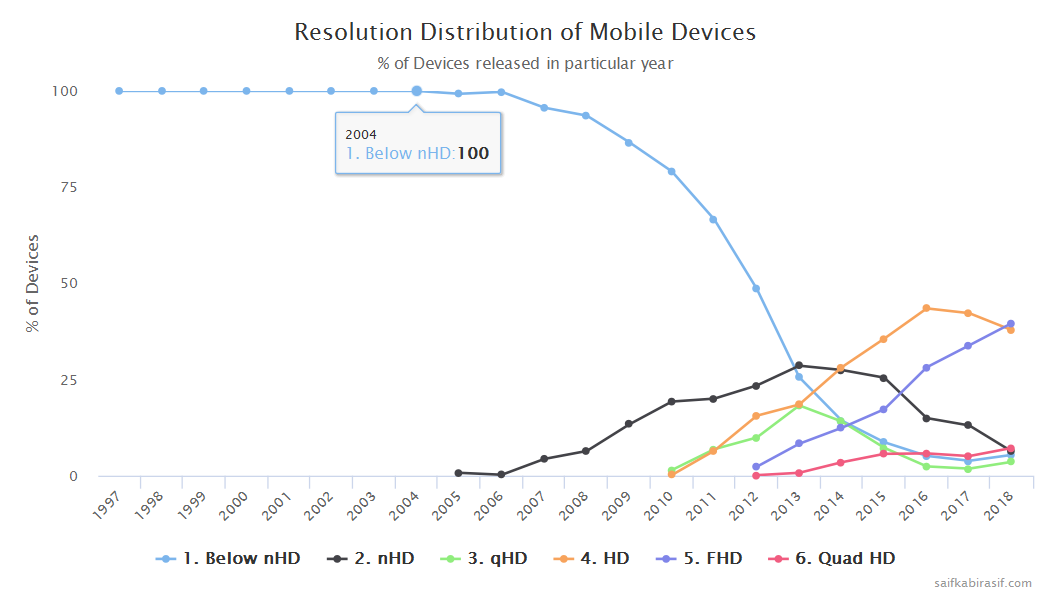 Resolution Distribution of Mobile Devices
% of Devices released in particular year
100
2004
1. Below nHD: 100
75
% of Devices
50
25
0
1997 1998 1999 2000 2001 2002 2003 2004 2005 2006 2007 2008 2009 2010 2011 2012 2013 2014 2015 2016 2017 2018
1. Below nHD 2. nHD 3. qHD 4. HD 5. FHD 6. Quad HD
saifkabirasif.com